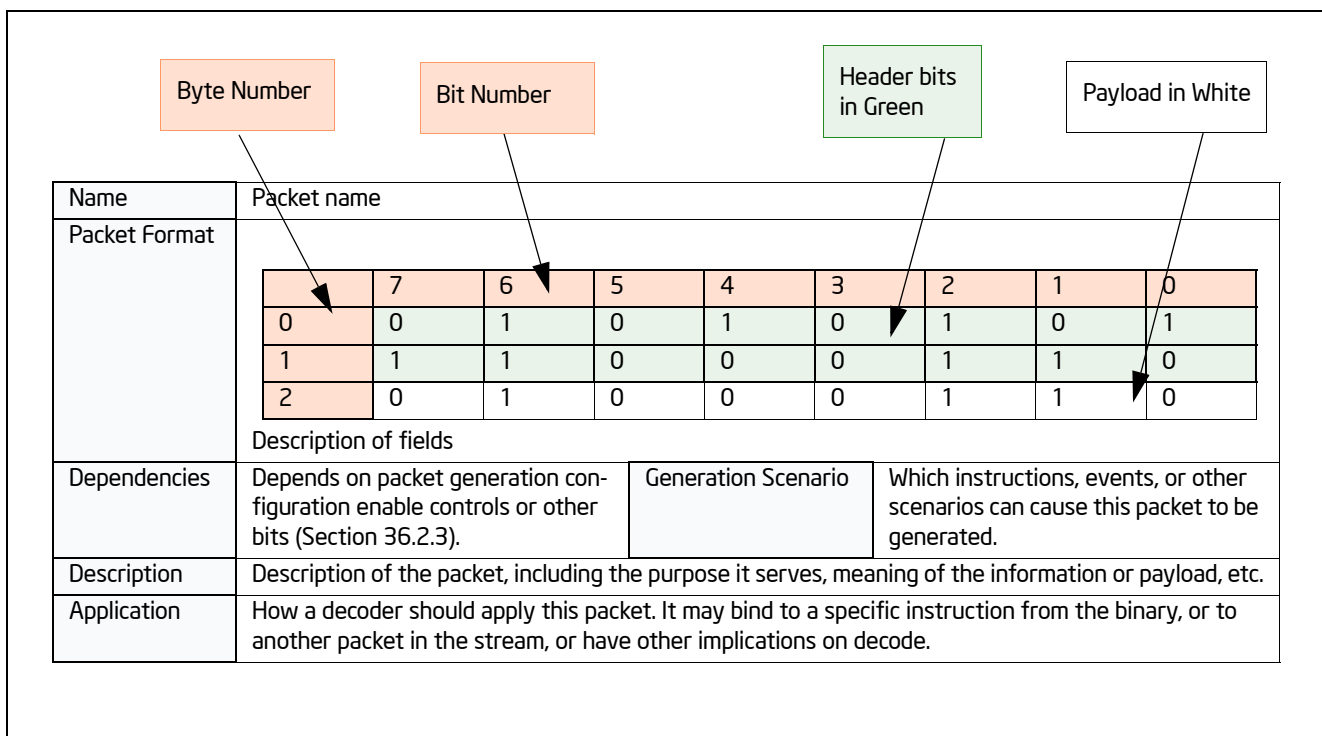 Byte Number
Bit Number
Header bits
in Green
Payload in White
Name
Packet name
Packet Format
7 6 5 4 3 2 1 0
0 0 1 0 1 0 1 0 1
1 1 1 0 0 0 1 1 0
2 0 1 0 0 0 1 1 0
Description of fields
Dependencies
Depends on packet generation con-
figuration enable controls or other
bits (Section 36.2.3).
Generation Scenario
Which instructions, events, or other
scenarios can cause this packet to be
generated.
Description
Description of the packet, including the purpose it serves, meaning of the information or payload, etc.
Application
How a decoder should apply this packet. It may bind to a specific instruction from the binary, or to
another packet in the stream, or have other implications on decode.